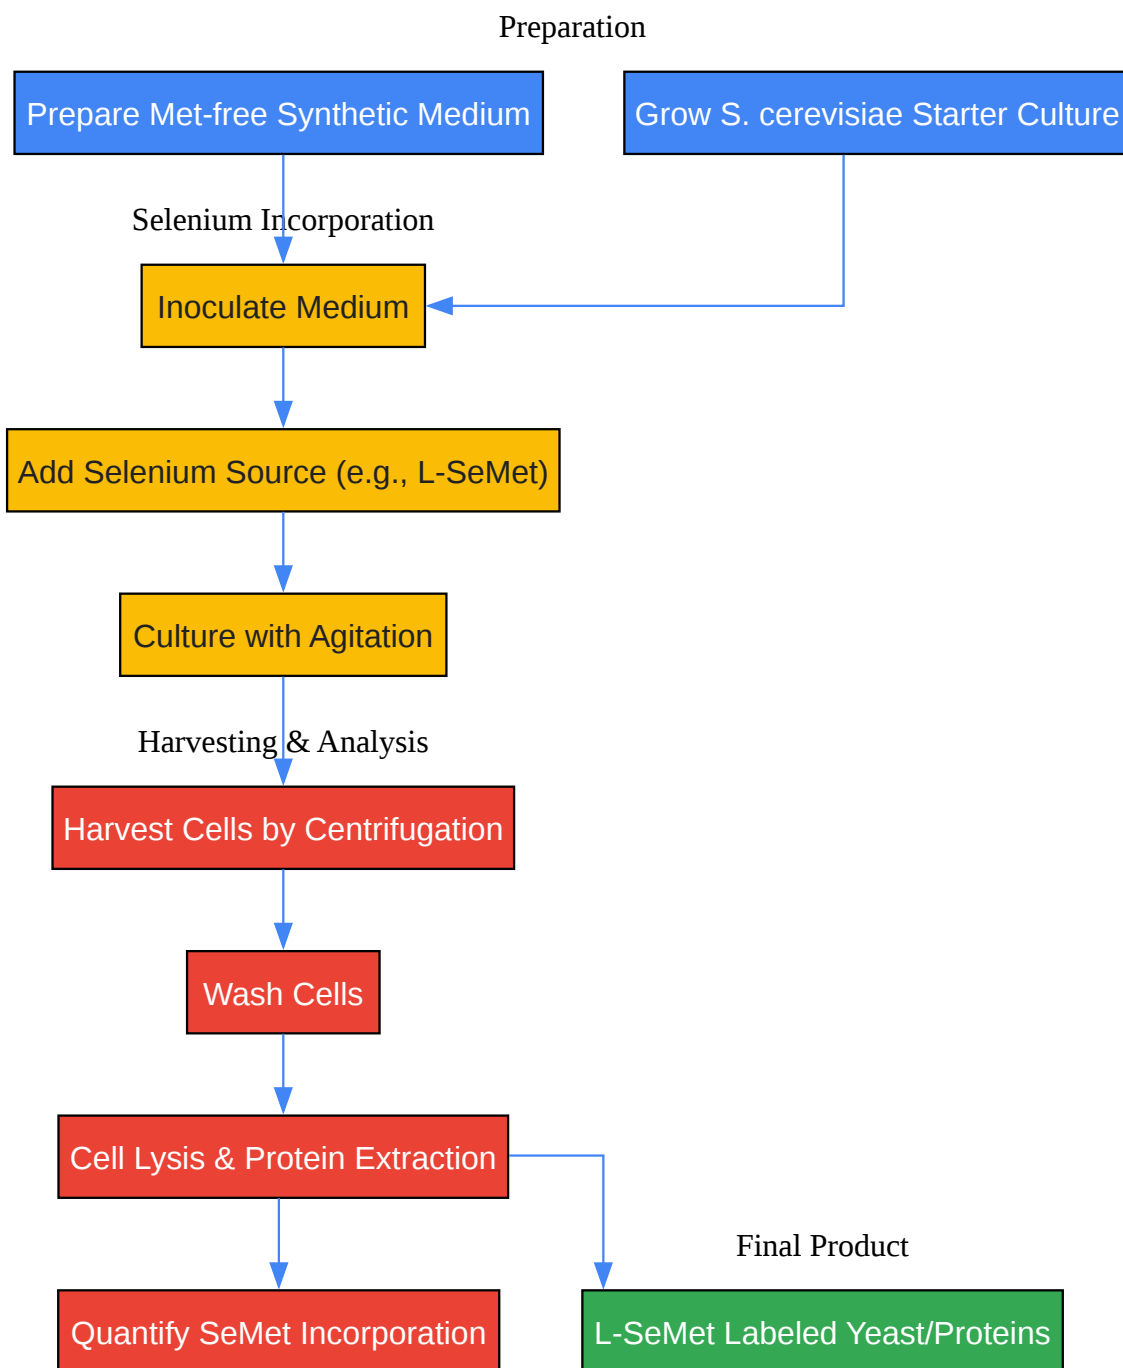 Preparation
Prepare Met-free Synthetic Medium
Grow S. cerevisiae Starter Culture
Selenium Incorporation
Inoculate Medium
Add Selenium Source (e.g., L-SeMet)
Culture with Agitation
Harvesting & Analysis
Harvest Cells by Centrifugation
Wash Cells
Cell Lysis & Protein Extraction
Final Product
Quantify SeMet Incorporation
L-SeMet Labeled Yeast/Proteins